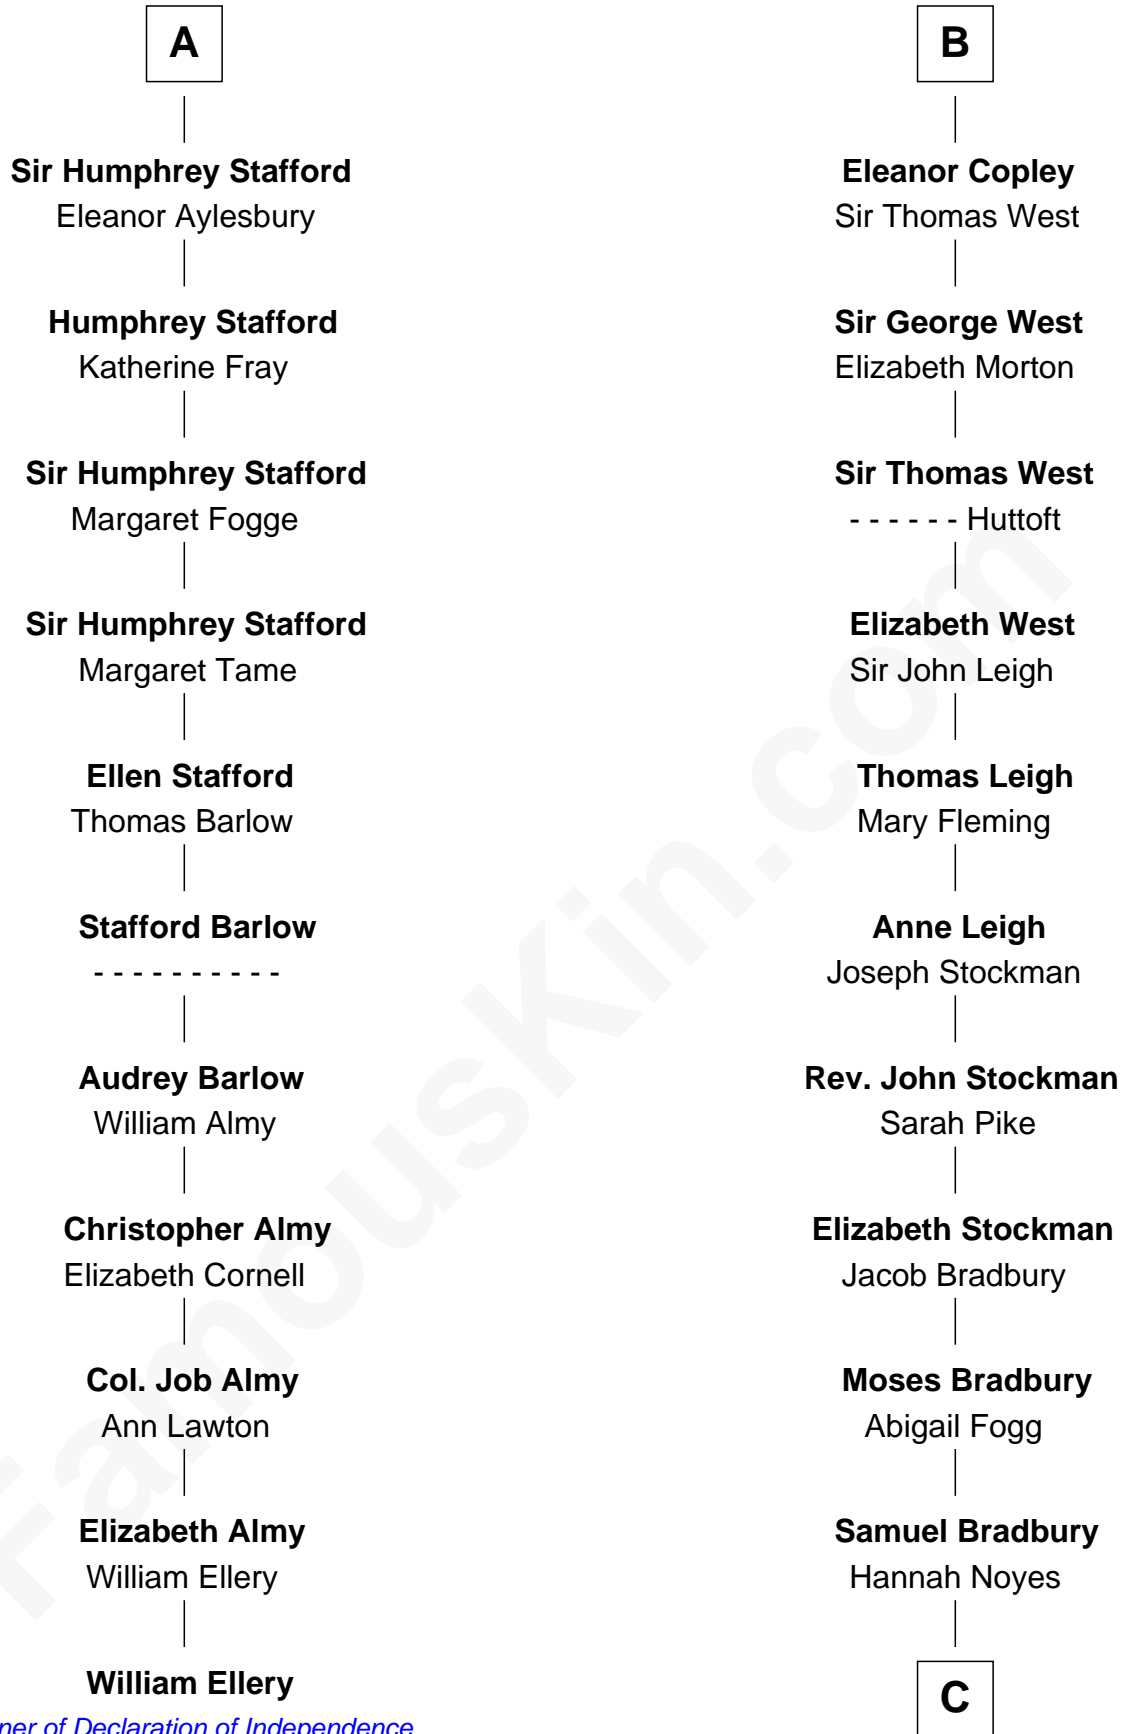 A
Sir Humphrey Stafford
Eleanor Aylesbury
Humphrey Stafford
Katherine Fray
Sir Humphrey Stafford
Margaret Fogge
Sir Humphrey Stafford
Margaret Tame
Ellen Stafford
Thomas Barlow
Stafford Barlow
- - - - - - - - - -
Audrey Barlow
William Almy
Christopher Almy
Elizabeth Cornell
Col. Job Almy
Ann Lawton
Elizabeth Almy
William Ellery
William Ellery
ner of Declaration of Independence
B
Eleanor Copley
Sir Thomas West
Sir George West
Elizabeth Morton
Sir Thomas West
- - - - - - Huttoft
Elizabeth West
Sir John Leigh
Thomas Leigh
Mary Fleming
Anne Leigh
Joseph Stockman
Rev. John Stockman
Sarah Pike
Elizabeth Stockman
Jacob Bradbury
Moses Bradbury
Abigail Fogg
Samuel Bradbury
Hannah Noyes
C
FamousKin.com